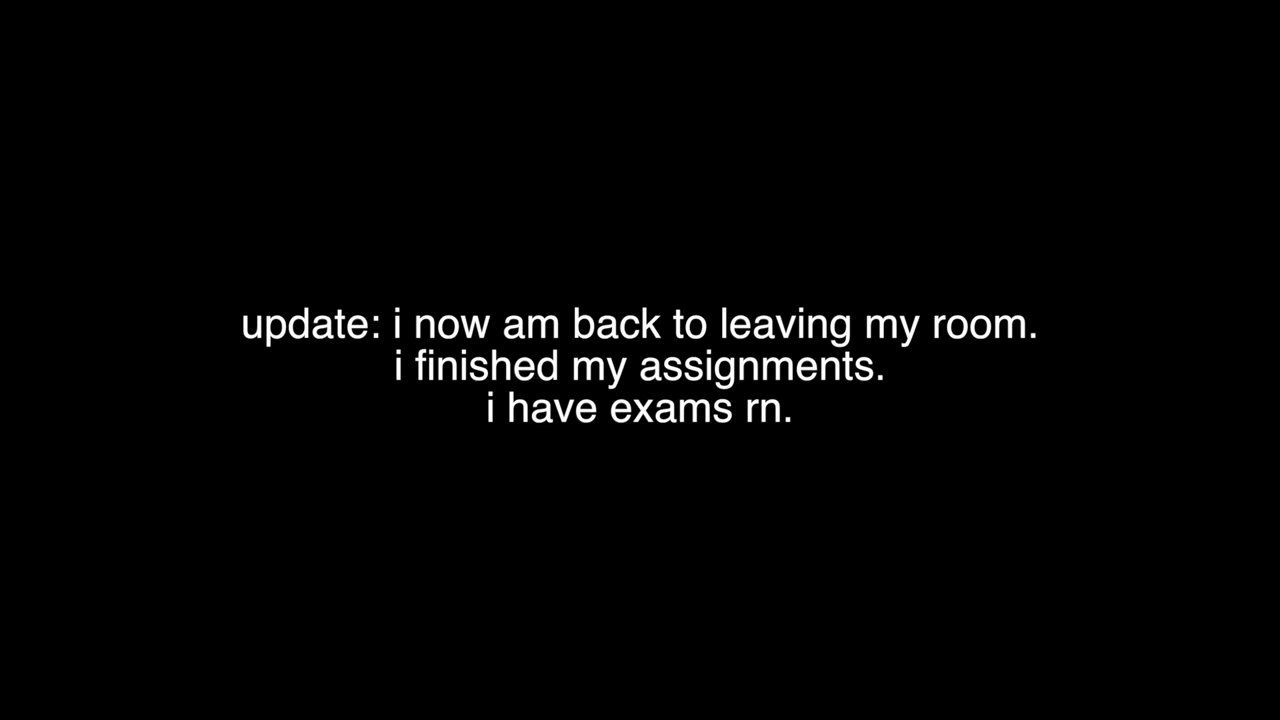 update: i now am back to leaving my room.
i finished my assignments.
i have exams rn.